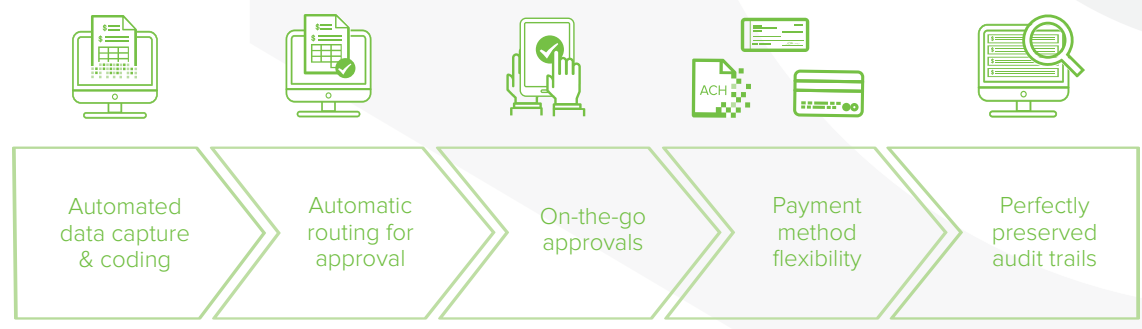 ACH
Automated
data capture
& coding
Automatic
routing for
approval
On-the-go
approvals
Payment
method
flexibility
Perfectly
preserved
audit trails